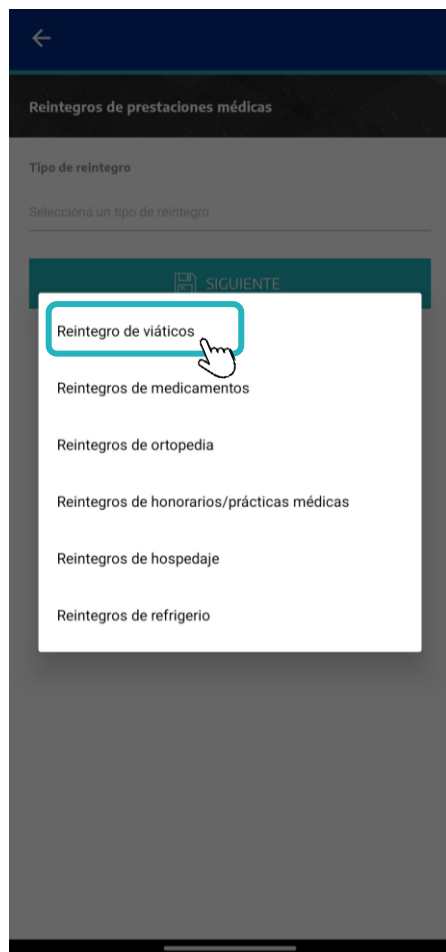 Reintegros de prestaciones médicas
Tipo de reintegro
Seleccioná un tipo de reintegro
SIGUIENTE
Reintegro de viáticos
Reintegros de medicamentos
Reintegros de ortopedia
Reintegros de honorarios/prácticas médicas
Reintegros de hospedaje
Reintegros de refrigerio